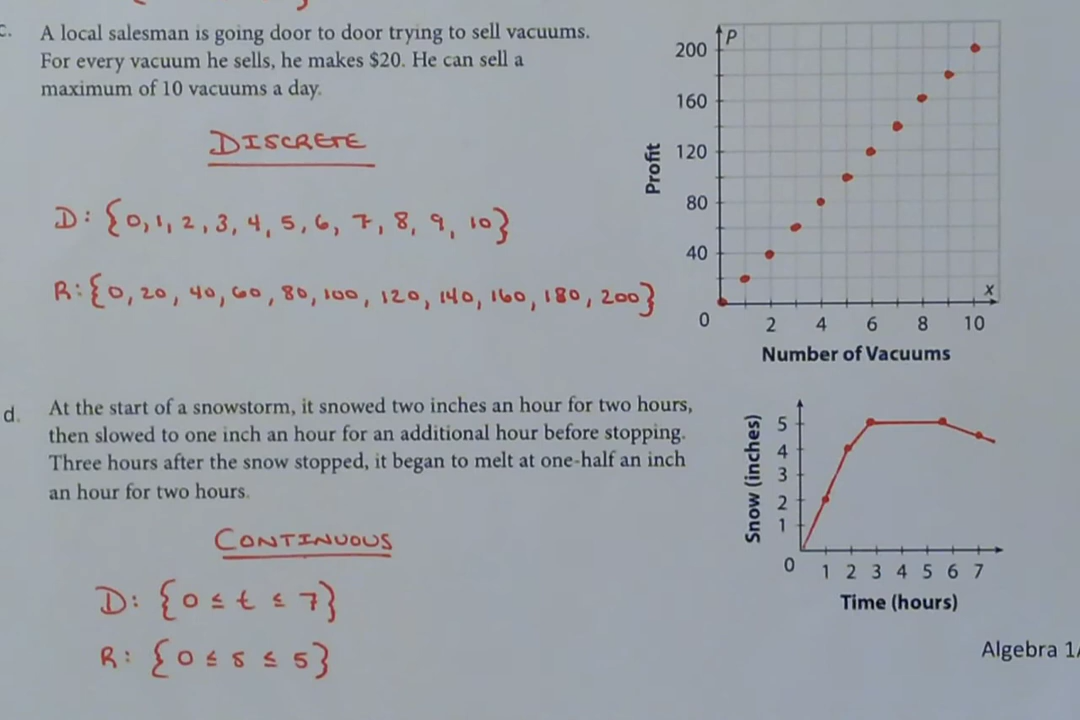 c. A local salesman is going door to door trying to sell vacuums.
For every vacuum he sells, he makes $20. He can sell a
maximum of 10 vacuums a day.
DISCRETE
D: {0, 1, 2, 3, 4, 5, 6, 7, 8, 9, 10}
R: {0, 20, 40, 60, 80, 100, 120, 140, 160, 180, 200}
P
200
160
120
80
40
0
2 4 6 8 10
x
Profit
Number of Vacuums
d. At the start of a snowstorm, it snowed two inches an hour for two hours,
then slowed to one inch an hour for an additional hour before stopping.
Three hours after the snow stopped, it began to melt at one-half an inch
an hour for two hours.
CONTINUOUS
D: {0 ≤ t ≤ 7}
R: {0 ≤ s ≤ 5}
Snow (inches)
5
4
3
2
1
0
1 2 3 4 5 6 7
Time (hours)
Algebra 1